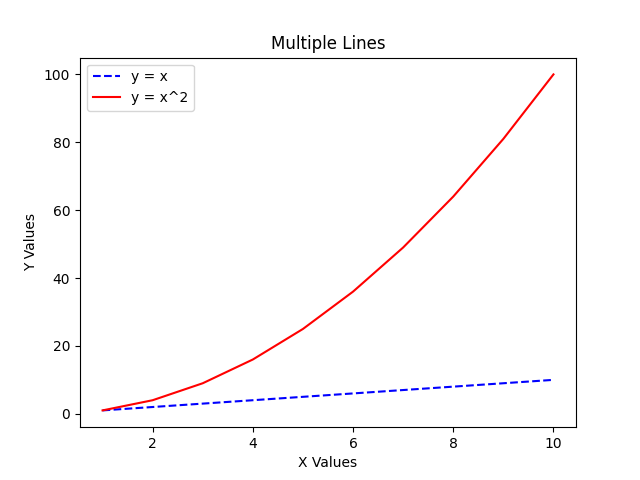 Multiple Lines
y = x
y = x^2
100
80
60
40
20
0
Y Values
2 4 6 8 10
X Values